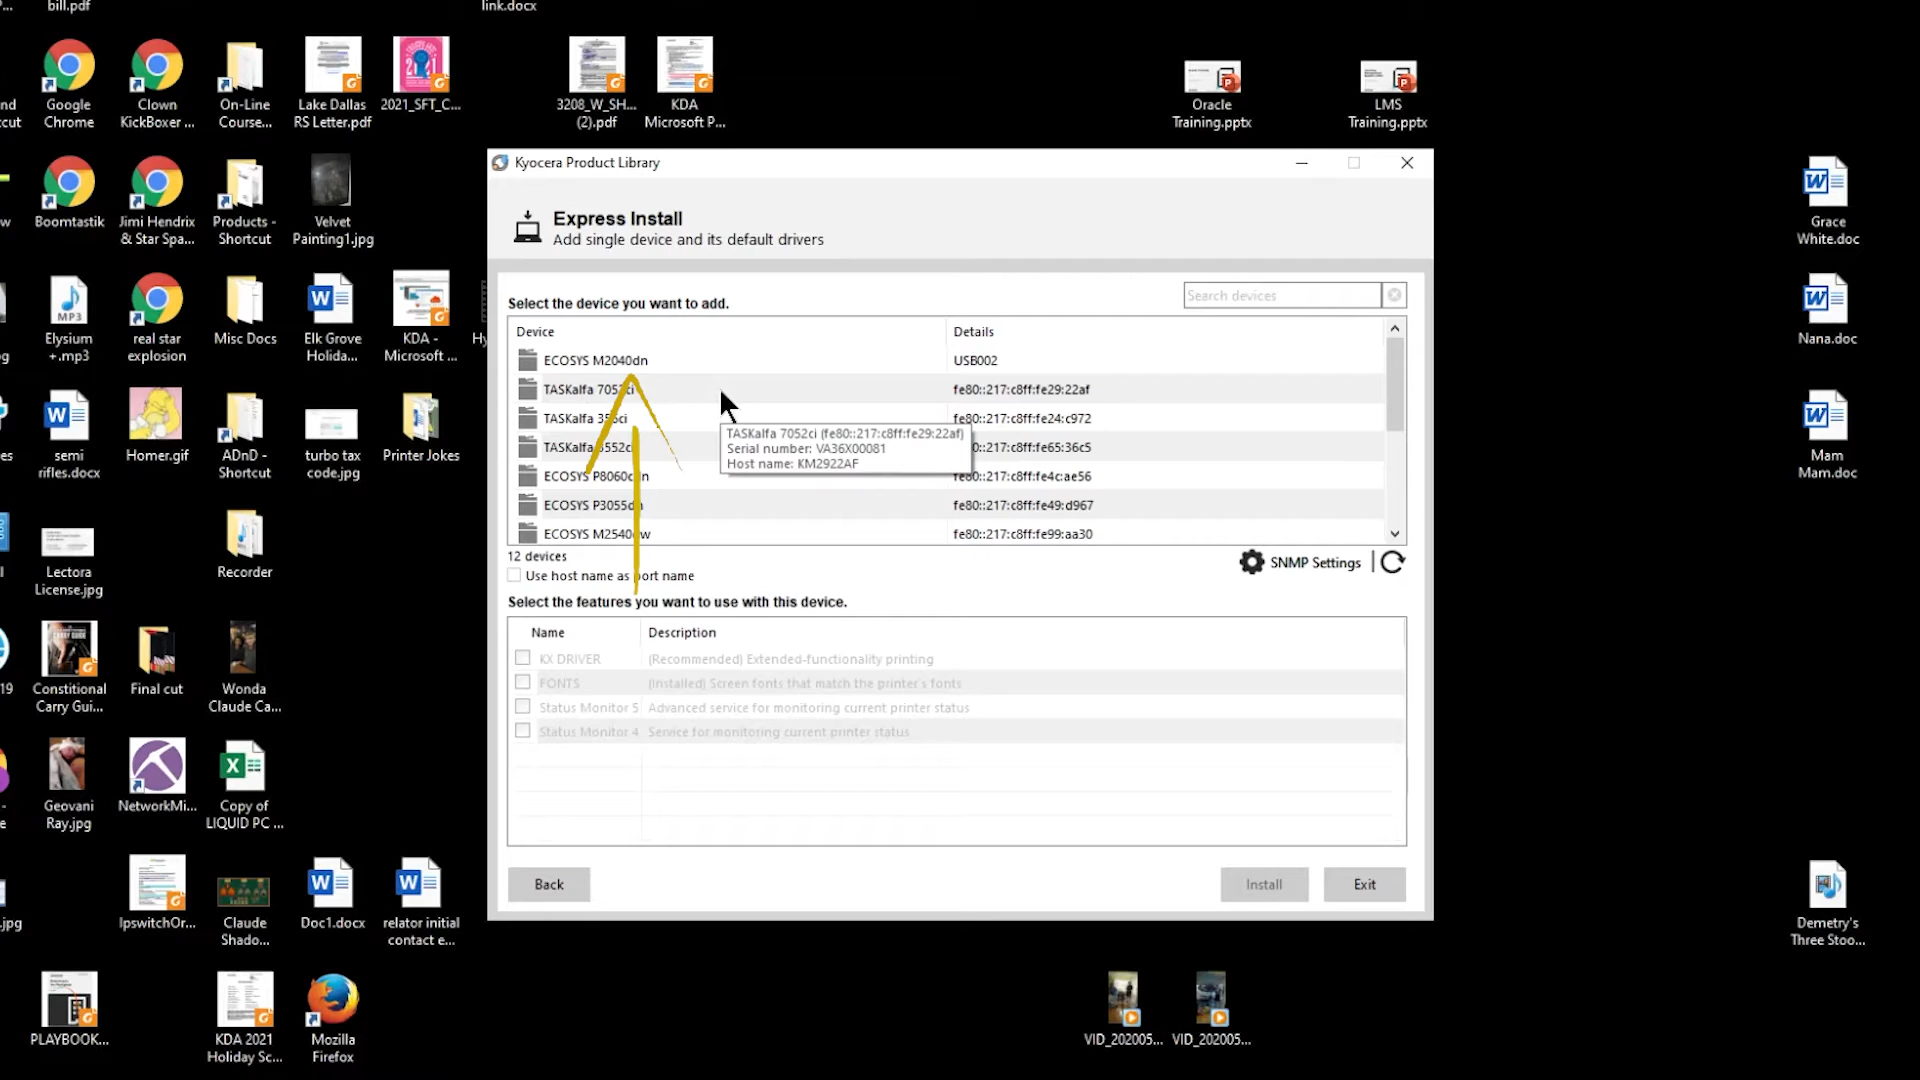 bill.pdf
link.docx
Google
Chrome
Clown
KickBoxer ...
On-Line
Course...
Lake Dallas
RS Letter.pdf
2021_SFT_C...
3208_W_SH...
(2).pdf
KDA
Microsoft P...
Oracle
Training.pptx
LMS
Training.pptx
Boomtastik
Jimi Hendrix
& Star Spa...
Products -
Shortcut
Velvet
Painting1.jpg
Grace
White.doc
Elysium
+.mp3
real star
explosion
Misc Docs
Elk Grove
Holida...
KDA -
Microsoft ...
Nana.doc
semi
rifles.docx
Homer.gif
ADnD -
Shortcut
turbo tax
code.jpg
Printer Jokes
Mam
Mam.doc
Lectora
License.jpg
Recorder
Constitional
Carry Gui...
Final cut
Wonda
Claude Ca...
Geovani
Ray.jpg
NetworkMi...
Copy of
LIQUID PC ...
IpswitchOr...
Claude
Shado...
Doc1.docx
relator initial
contact e...
Demetry's
Three Stoo...
PLAYBOOK...
KDA 2021
Holiday Sc...
Mozilla
Firefox
VID_202005...
VID_202005...
Kyocera Product Library
Express Install
Add single device and its default drivers
Select the device you want to add.
Search devices
Device Details
ECOSYS M2040dn USB002
TASKalfa 7052ci fe80::217:c8ff:fe29:22af
TASKalfa 356ci fe80::217:c8ff:fe24:c972
fe80::217:c8ff:fe65:36c5
TASKalfa 7052ci (fe80::217:c8ff:fe29:22af)
Serial number: VA36X00081
Host name: KM2922AF
ECOSYS P8060cdn fe80::217:c8ff:fe4c:ae56
ECOSYS P3055dn fe80::217:c8ff:fe49:d967
ECOSYS M2540dw fe80::217:c8ff:fe99:aa30
12 devices
SNMP Settings
Use host name as port name
Select the features you want to use with this device.
Name Description
KX DRIVER (Recommended) Extended-functionality printing
FONTS (Installed) Screen fonts that match the printer's fonts
Status Monitor 5 Advanced service for monitoring current printer status
Status Monitor 4 Service for monitoring current printer status
Back
Install
Exit